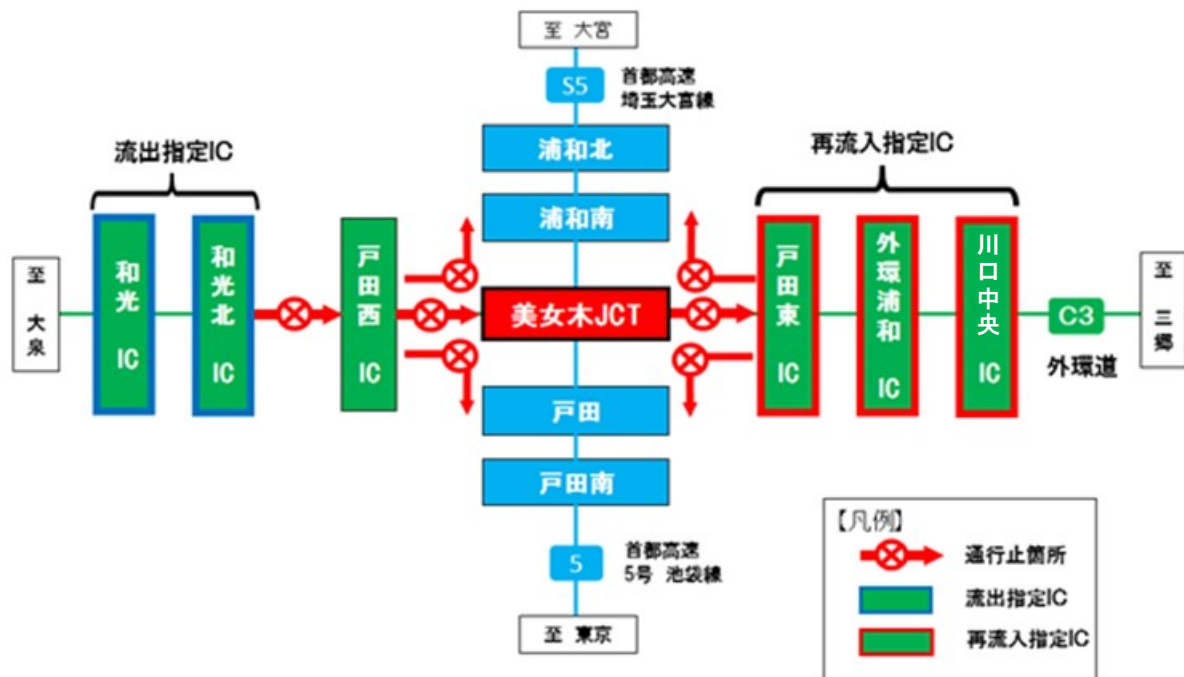 至 大宮
S5
首都高速
埼玉大宮線
流出指定IC
浦和北
再流入指定IC
浦和南
至 大泉
和光 IC
和光北 IC
戸田西 IC
美女木JCT
戸田東 IC
外環浦和 IC
川口中央 IC
C3
外環道
至 三郷
戸田
戸田南
5
首都高速
5号 池袋線
至 東京
【凡例】
通行止箇所
流出指定IC
再流入指定IC